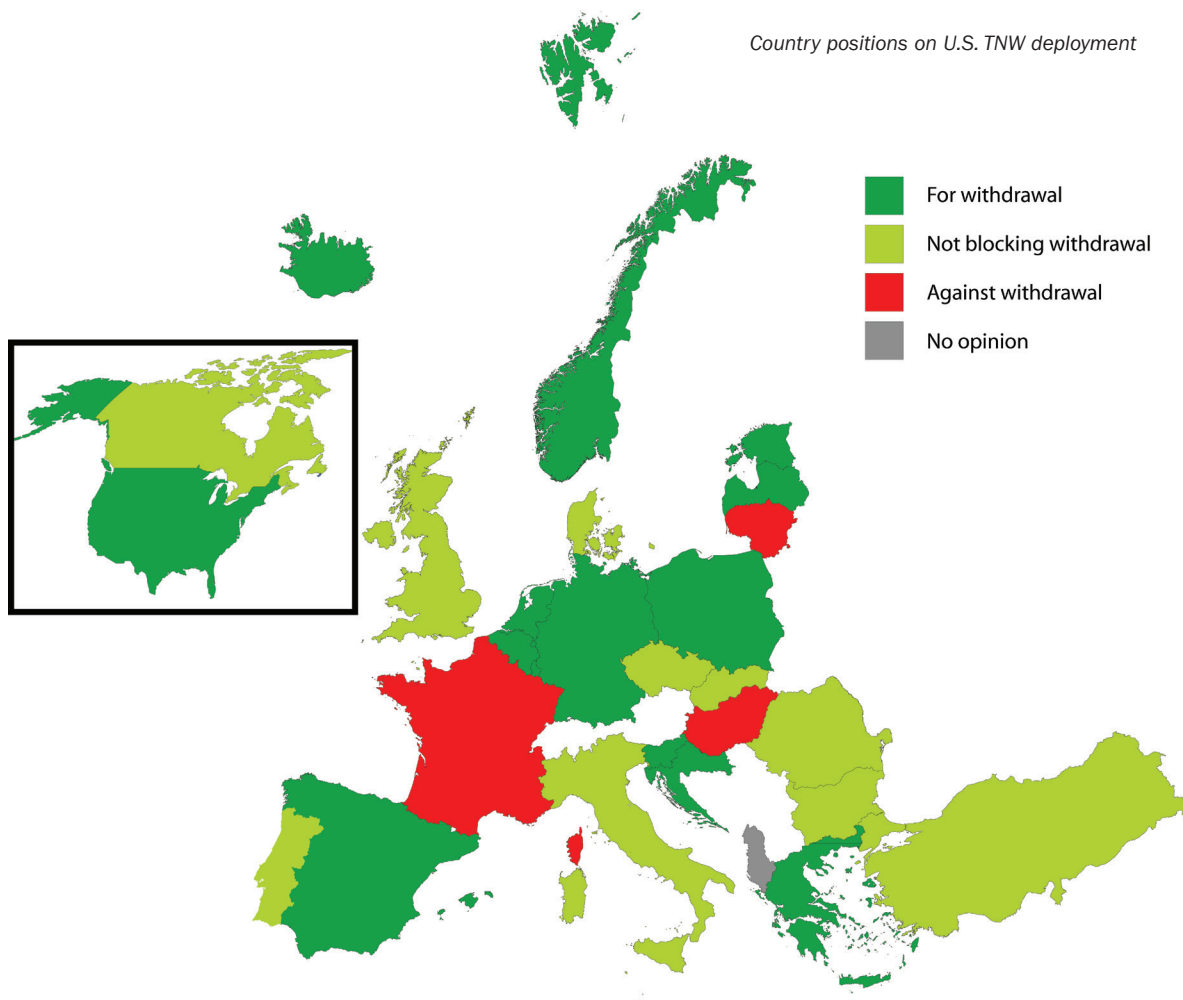 Country positions on U.S. TNW deployment
For withdrawal
Not blocking withdrawal
Against withdrawal
No opinion